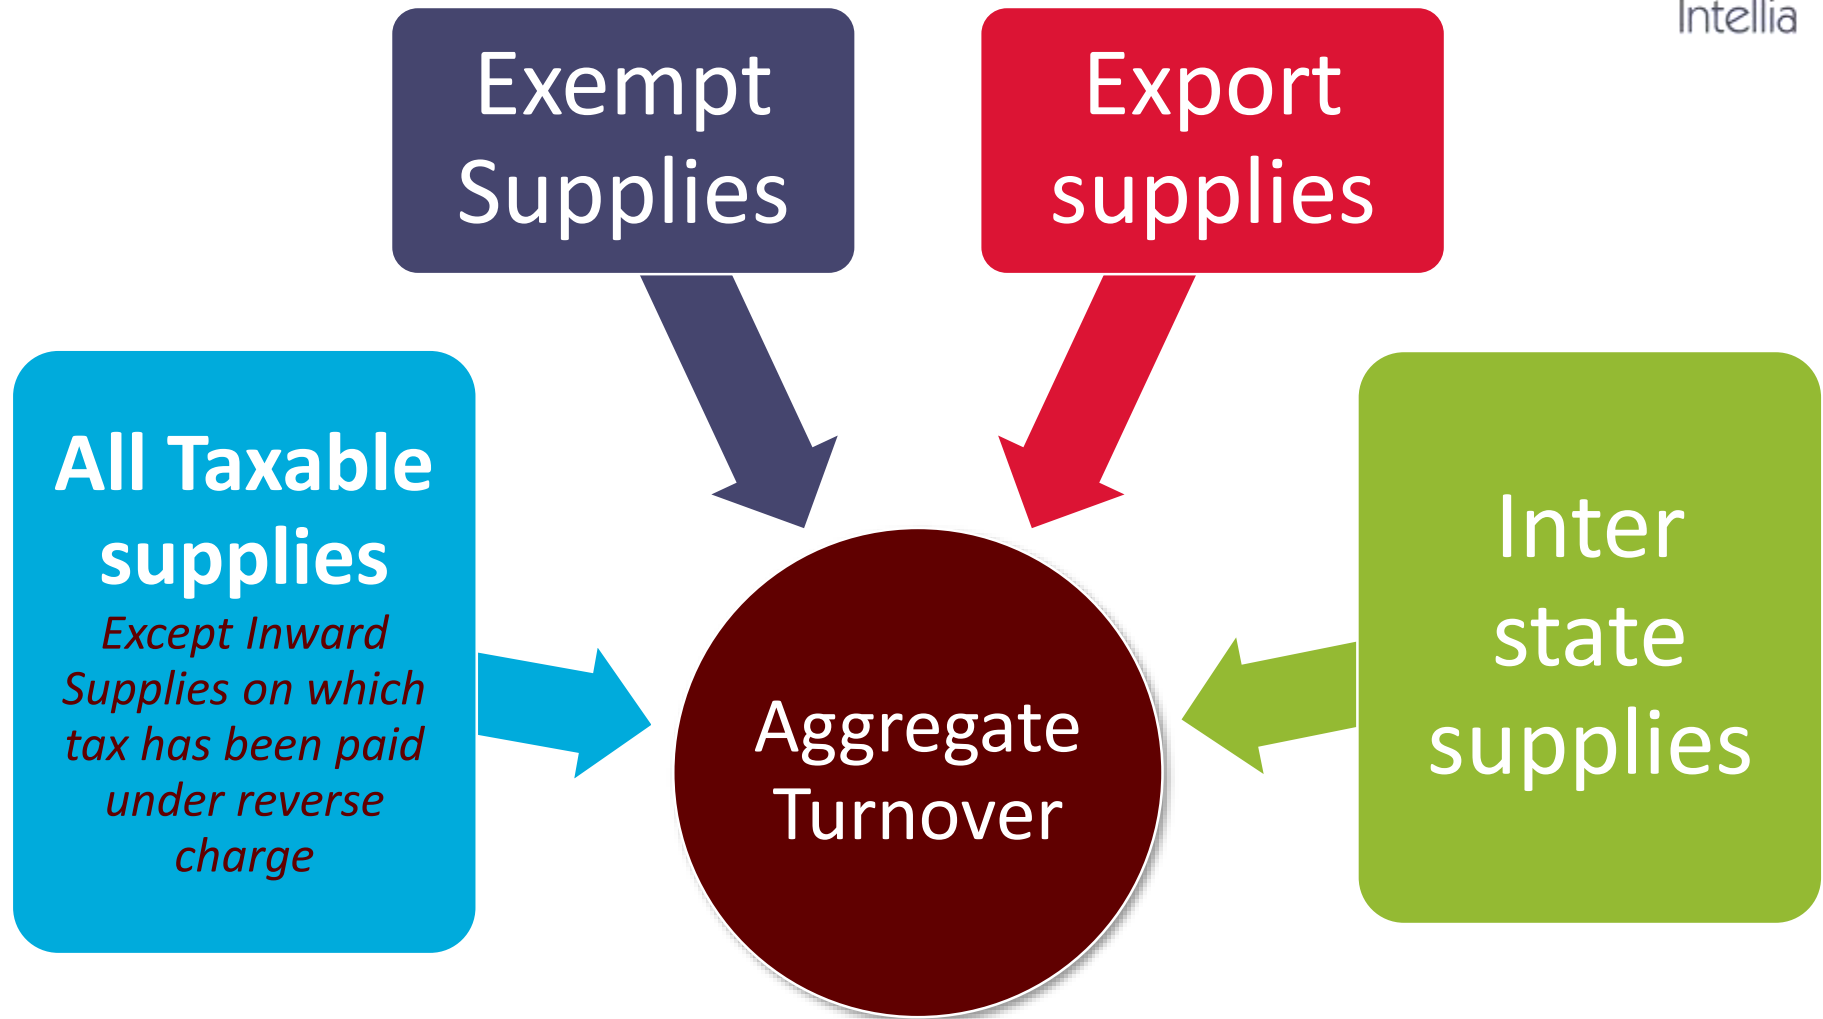 Intellia
Exempt
Supplies
Export
supplies
All Taxable
supplies
Except Inward
Supplies on which
tax has been paid
under reverse
charge
Inter
state
supplies
Aggregate
Turnover